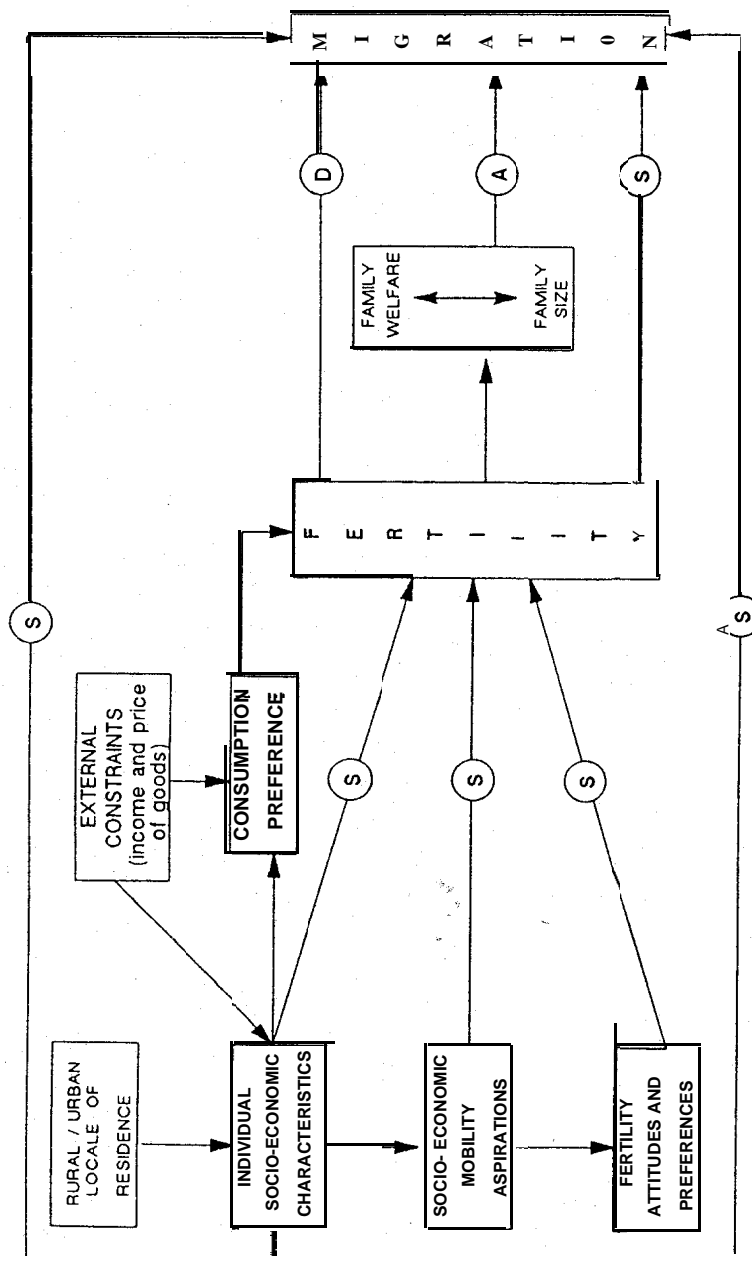 RURAL / URBAN
LOCALE OF
RESIDENCE
EXTERNAL
CONSTRAINTS
(income and price
of goods)
INDIVIDUAL
SOCIO-ECONOMIC
CHARACTERISTICS
CONSUMPTION
PREFERENCE
SOCIO-ECONOMIC
MOBILITY
ASPIRATIONS
FERTILITY
ATTITUDES AND
PREFERENCES
S
S
S
FERTILITY
FAMILY
WELFARE
FAMILY
SIZE
D
A
S
S
A
S
MIGRATION